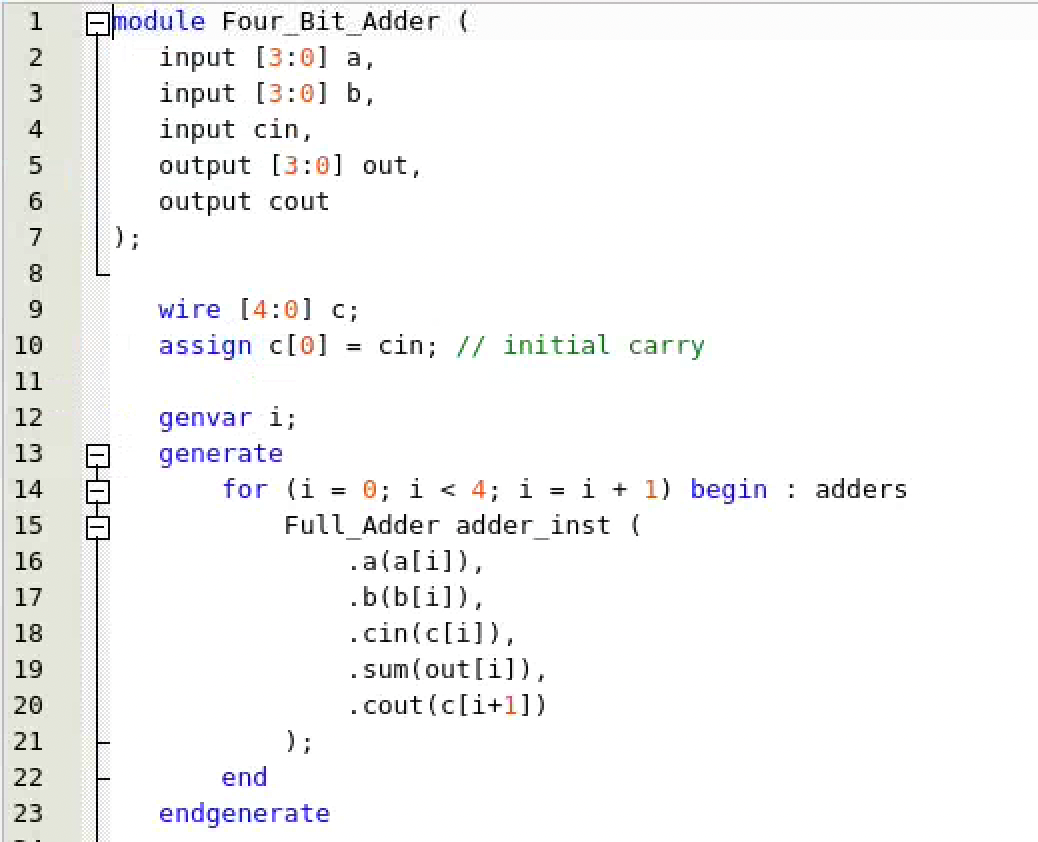 1 module Four_Bit_Adder (
2 input [3:0] a,
3 input [3:0] b,
4 input cin,
5 output [3:0] out,
6 output cout
7 );
8
9 wire [4:0] c;
10 assign c[0] = cin; // initial carry
11
12 genvar i;
13 generate
14 for (i = 0; i < 4; i = i + 1) begin : adders
15 Full_Adder adder_inst (
16 .a(a[i]),
17 .b(b[i]),
18 .cin(c[i]),
19 .sum(out[i]),
20 .cout(c[i+1])
21 );
22 end
23 endgenerate